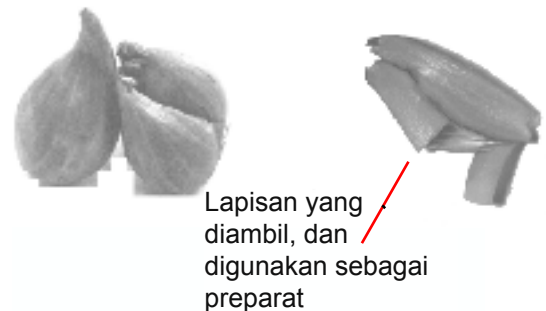 Lapisan yang
diambil, dan
digunakan sebagai
preparat